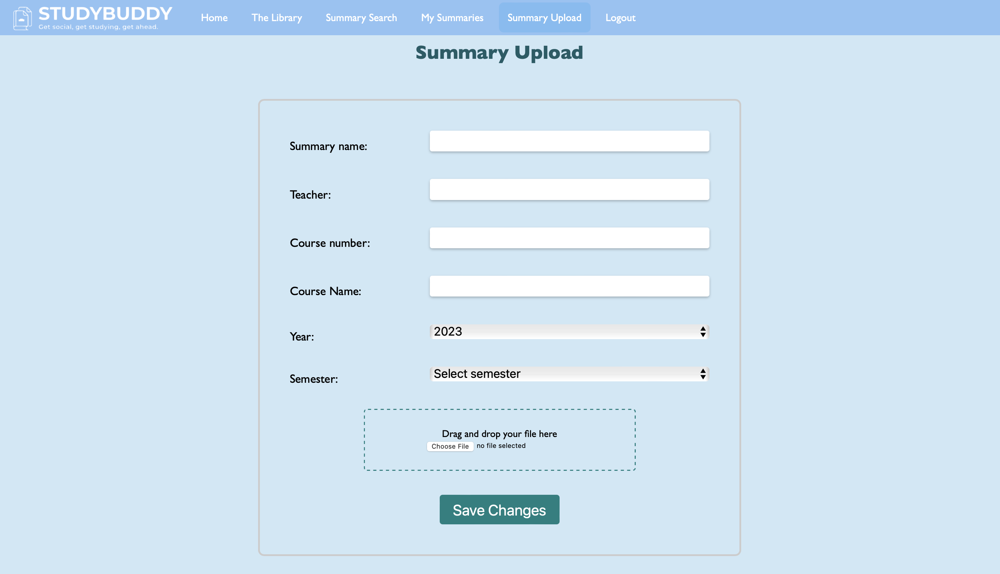 STUDYBUDDY
Get social, get studying, get ahead.
Home The Library Summary Search My Summaries Summary Upload Logout
Summary Upload
Summary name:
Teacher:
Course number:
Course Name:
Year: 2023
Semester: Select semester
Drag and drop your file here
Choose File no file selected
Save Changes